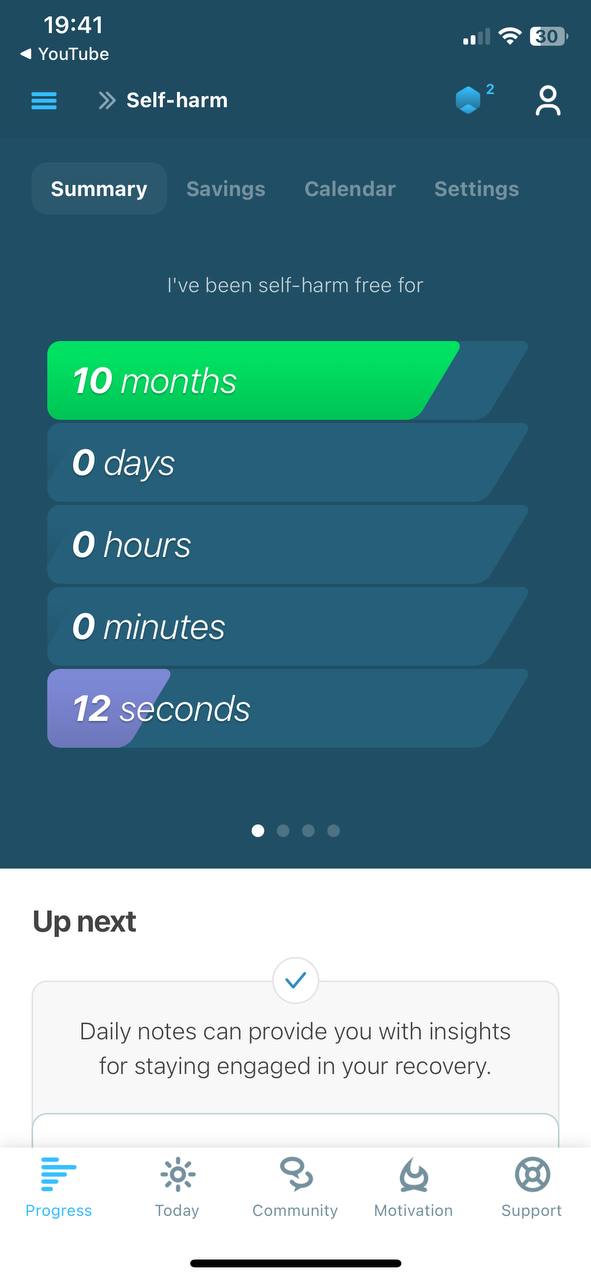 19:41
30
◀ YouTube
Self-harm
2
Summary Savings Calendar Settings
I've been self-harm free for
10 months
0 days
0 hours
0 minutes
12 seconds
Up next
Daily notes can provide you with insights
for staying engaged in your recovery.
Progress Today Community Motivation Support